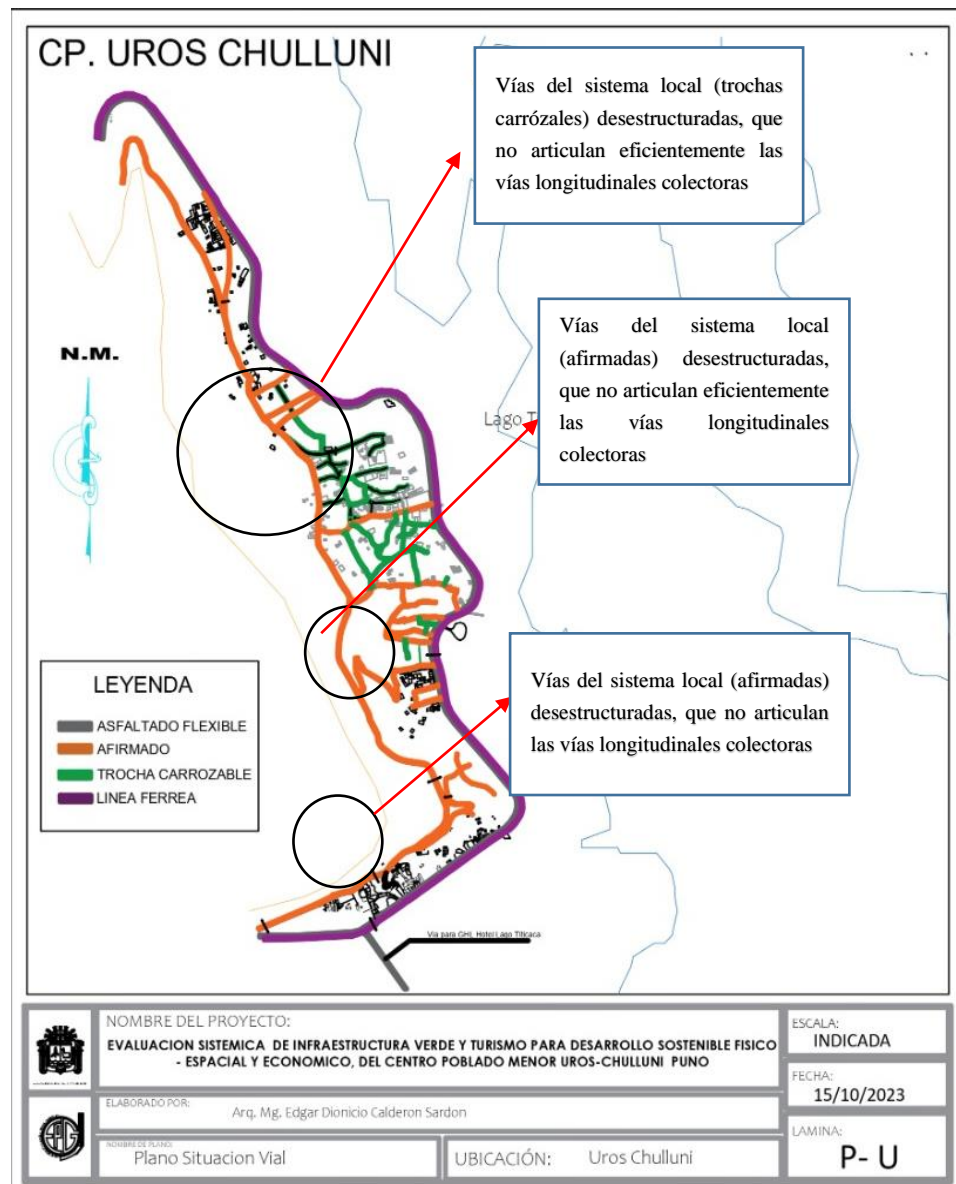 CP. UROS CHULLUNI
Vías del sistema local (trochas
carrózales) desestructuradas, que
no articulan eficientemente las
vías longitudinales colectoras
Vías del sistema local
(afirmadas) desestructuradas,
que no articulan eficientemente
las vías longitudinales
colectoras
N.M.
Lago T
Vías del sistema local (afirmadas)
desestructuradas, que no articulan
las vías longitudinales colectoras
LEYENDA
ASFALTADO FLEXIBLE
AFIRMADO
TROCHA CARROZABLE
LINEA FERREA
Via para GHL Hotel Lago Titicaca
NOMBRE DEL PROYECTO:
EVALUACION SISTEMICA DE INFRAESTRUCTURA VERDE Y TURISMO PARA DESARROLLO SOSTENIBLE FISICO
- ESPACIAL Y ECONOMICO, DEL CENTRO POBLADO MENOR UROS-CHULLUNI PUNO
ESCALA:
INDICADA
FECHA:
15/10/2023
ELABORADO POR:
Arq. Mg. Edgar Dionicio Calderon Sardon
NOMBRE DE PLANO:
Plano Situacion Vial
UBICACIÓN: Uros Chulluni
LAMINA:
P- U